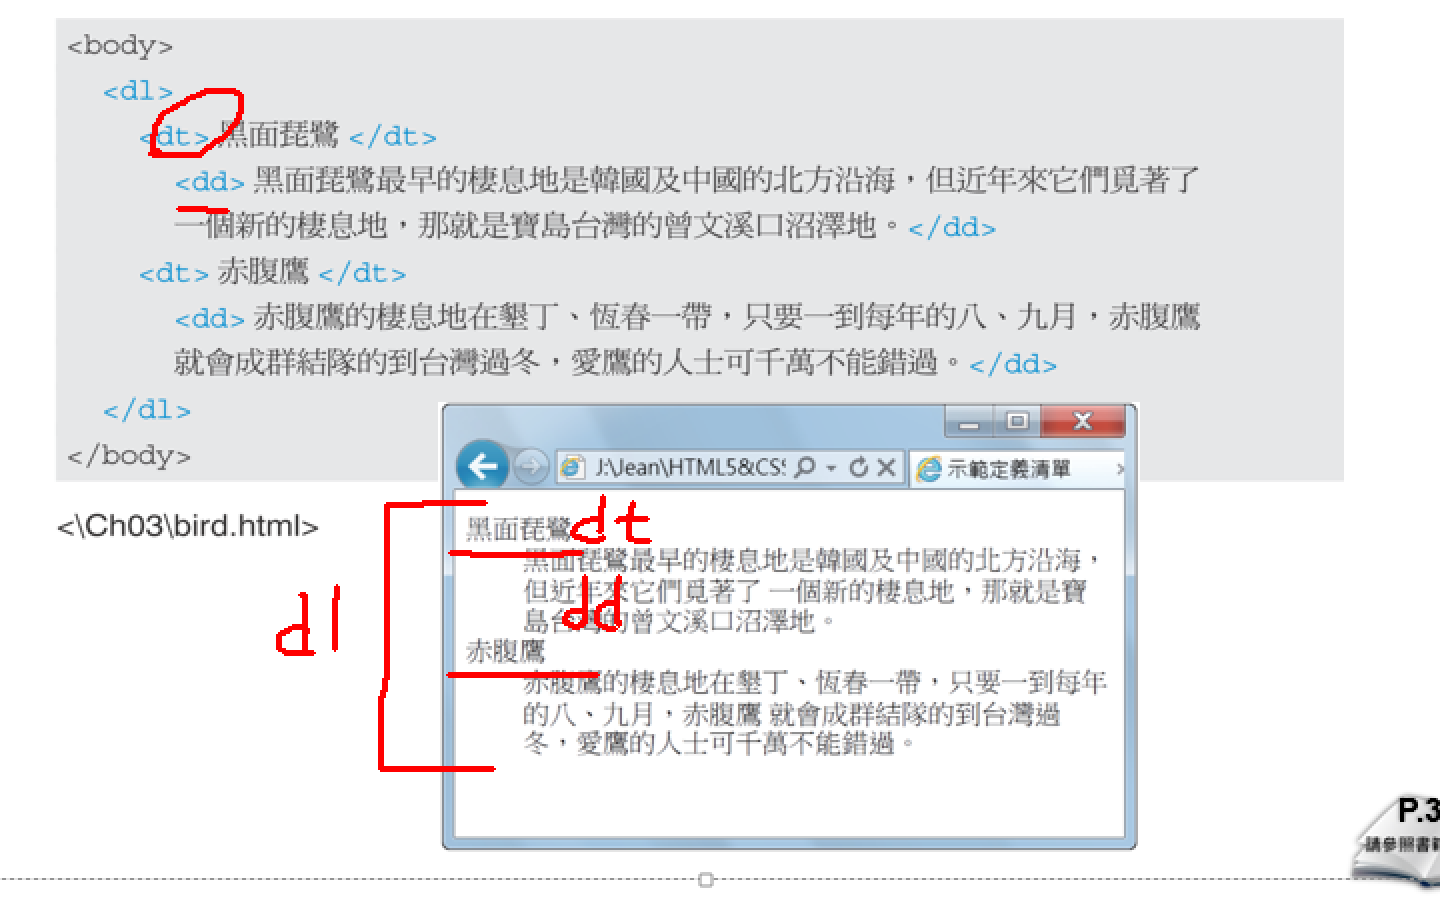 <body>
<dl>
<dt> 黑面琵鷺 </dt>
<dd> 黑面琵鷺最早的棲息地是韓國及中國的北方沿海，但近年來它們覓著了
一個新的棲息地，那就是寶島台灣的曾文溪口沼澤地。</dd>
<dt> 赤腹鷹 </dt>
<dd> 赤腹鷹的棲息地在墾丁、恆春一帶，只要一到每年的八、九月，赤腹鷹
就會成群結隊的到台灣過冬，愛鷹的人士可千萬不能錯過。</dd>
</dl>
</body>
<\Ch03\bird.html>
J:\Jean\HTML5&CS 示範定義清單
黑面琵鷺 dt
黑面琵鷺最早的棲息地是韓國及中國的北方沿海，
但近年來它們覓著了 一個新的棲息地，那就是寶
島台灣的曾文溪口沼澤地。
dd
dl
赤腹鷹
赤腹鷹的棲息地在墾丁、恆春一帶，只要一到每年
的八、九月，赤腹鷹 就會成群結隊的到台灣過
冬，愛鷹的人士可千萬不能錯過。
P.3
請參照書